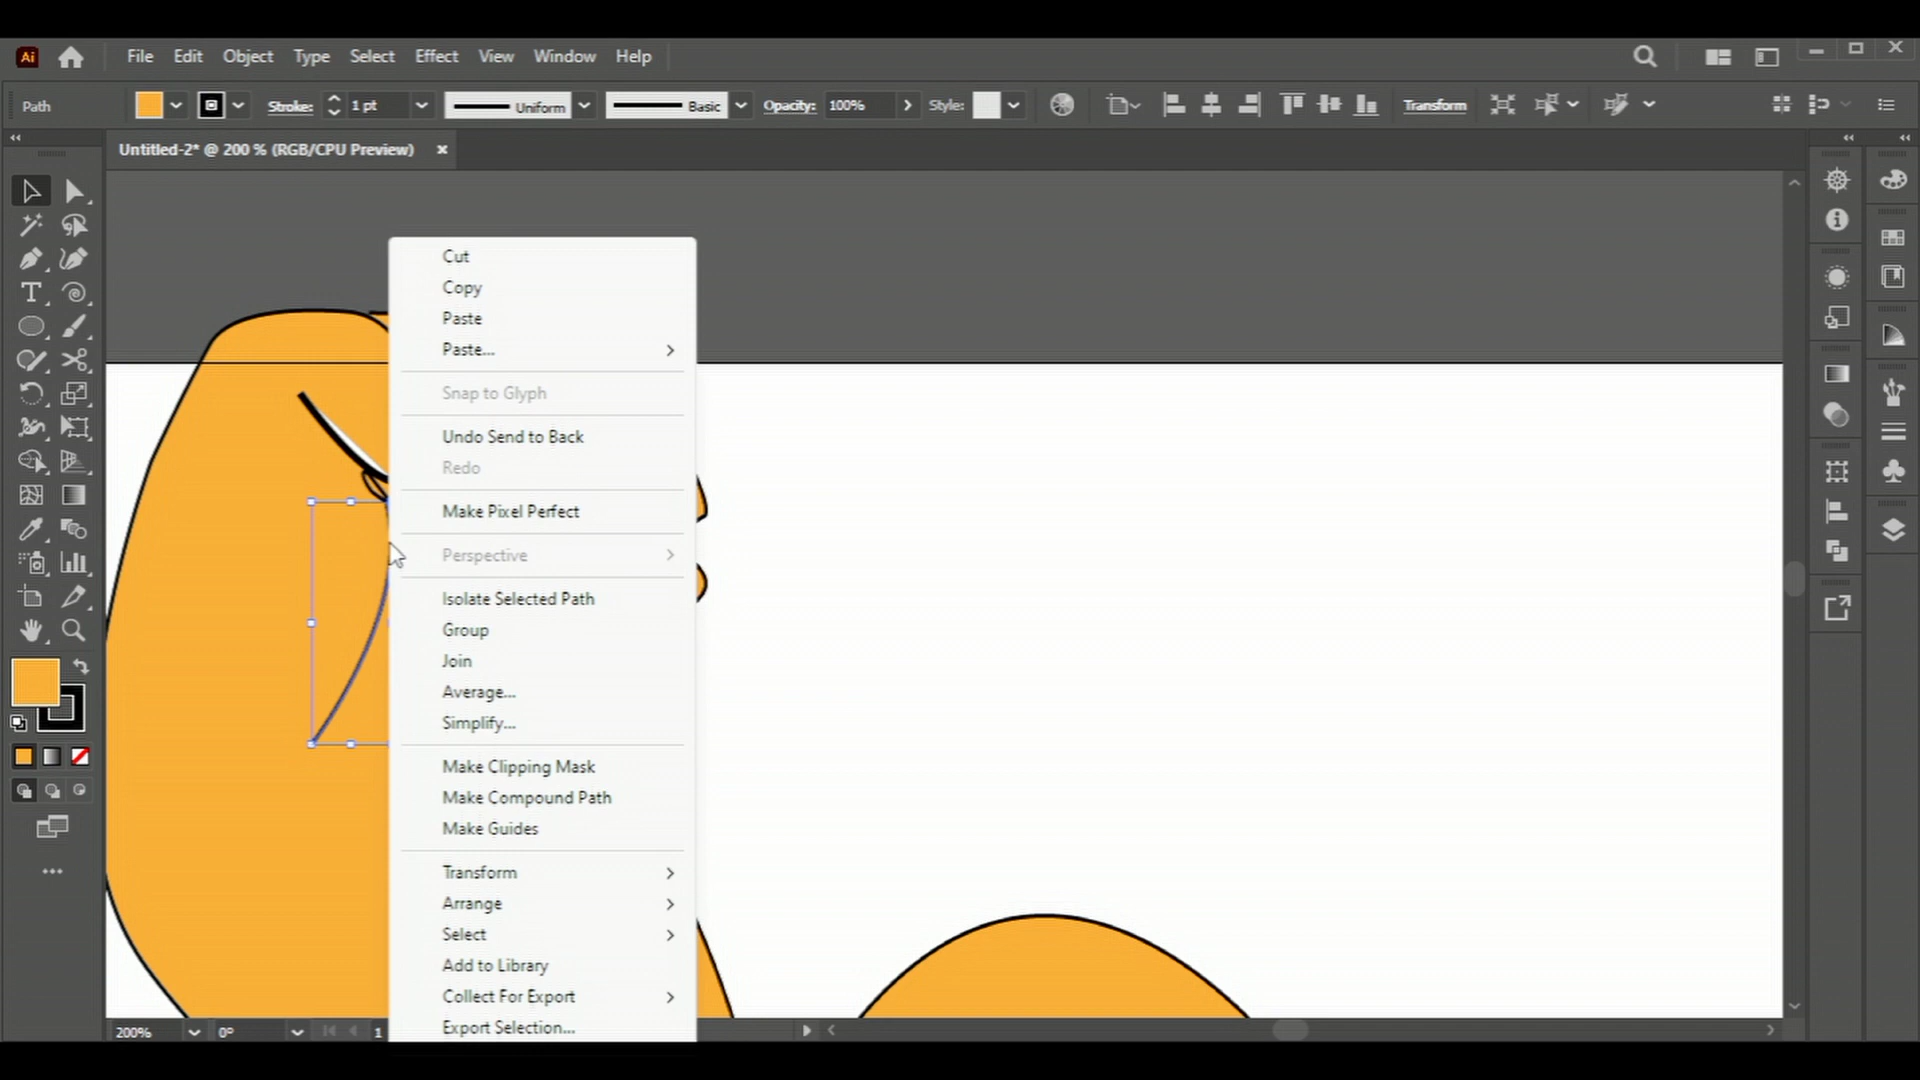 Ai File Edit Object Type Select Effect View Window Help
Path Stroke: 1 pt Uniform Basic Opacity: 100% Style: Transform
Untitled-2* @ 200 % (RGB/CPU Preview)
Cut
Copy
Paste
Paste...
Snap to Glyph
Undo Send to Back
Redo
Make Pixel Perfect
Perspective
Isolate Selected Path
Group
Join
Average...
Simplify...
Make Clipping Mask
Make Compound Path
Make Guides
Transform
Arrange
Select
Add to Library
Collect For Export
Export Selection...
200% 0° 1